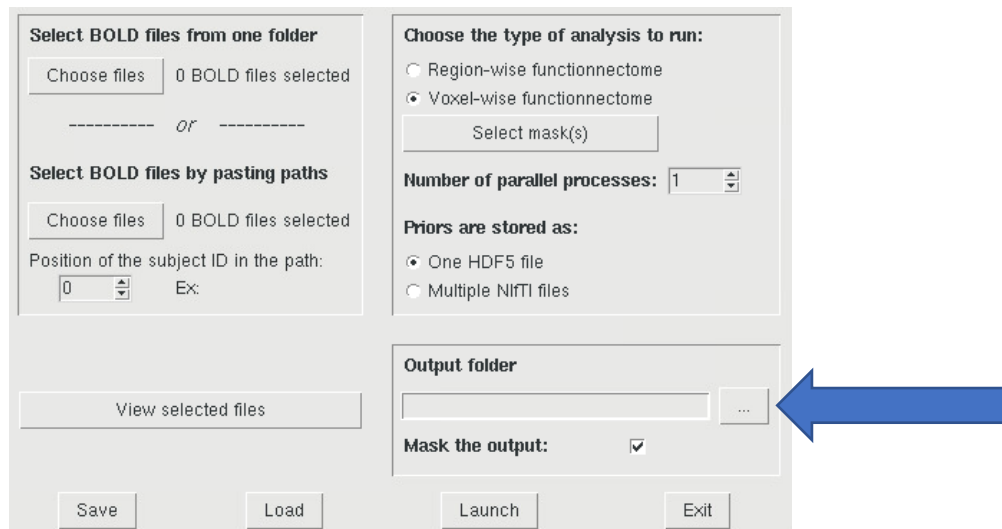 Select BOLD files from one folder
Choose files 0 BOLD files selected
---------- or ----------
Select BOLD files by pasting paths
Choose files 0 BOLD files selected
Position of the subject ID in the path:
0 Ex:
View selected files
Choose the type of analysis to run:
Region-wise functionnectome
Voxel-wise functionnectome
Select mask(s)
Number of parallel processes: 1
Priors are stored as:
One HDF5 file
Multiple NIfTI files
Output folder
...
Mask the output:
Save Load Launch Exit